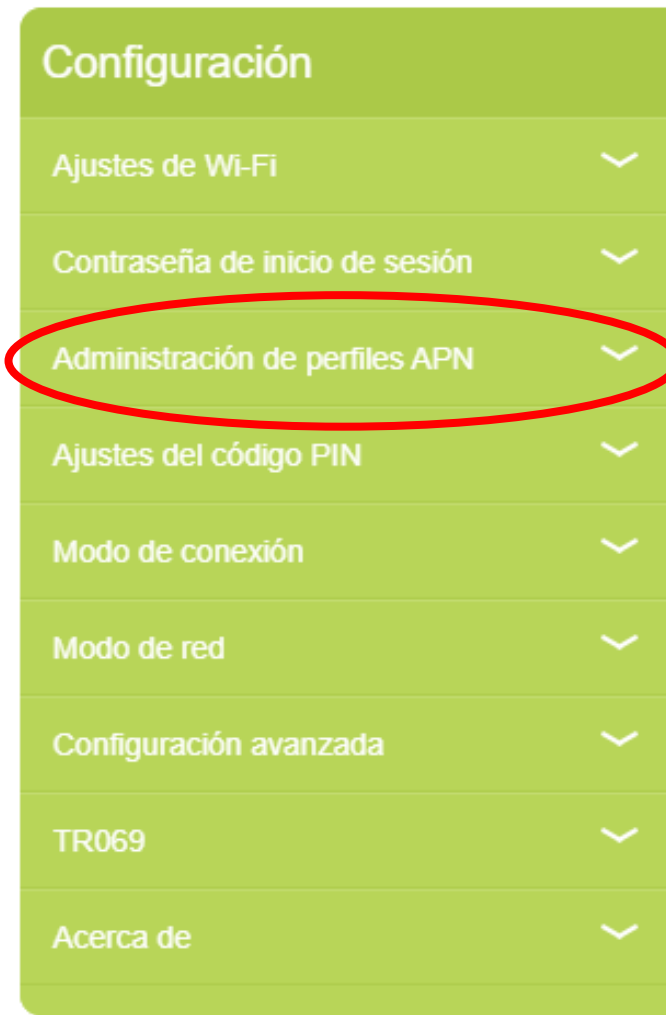 Configuración
Ajustes de Wi-Fi
Contraseña de inicio de sesión
Administración de perfiles APN
Ajustes del código PIN
Modo de conexión
Modo de red
Configuración avanzada
TR069
Acerca de